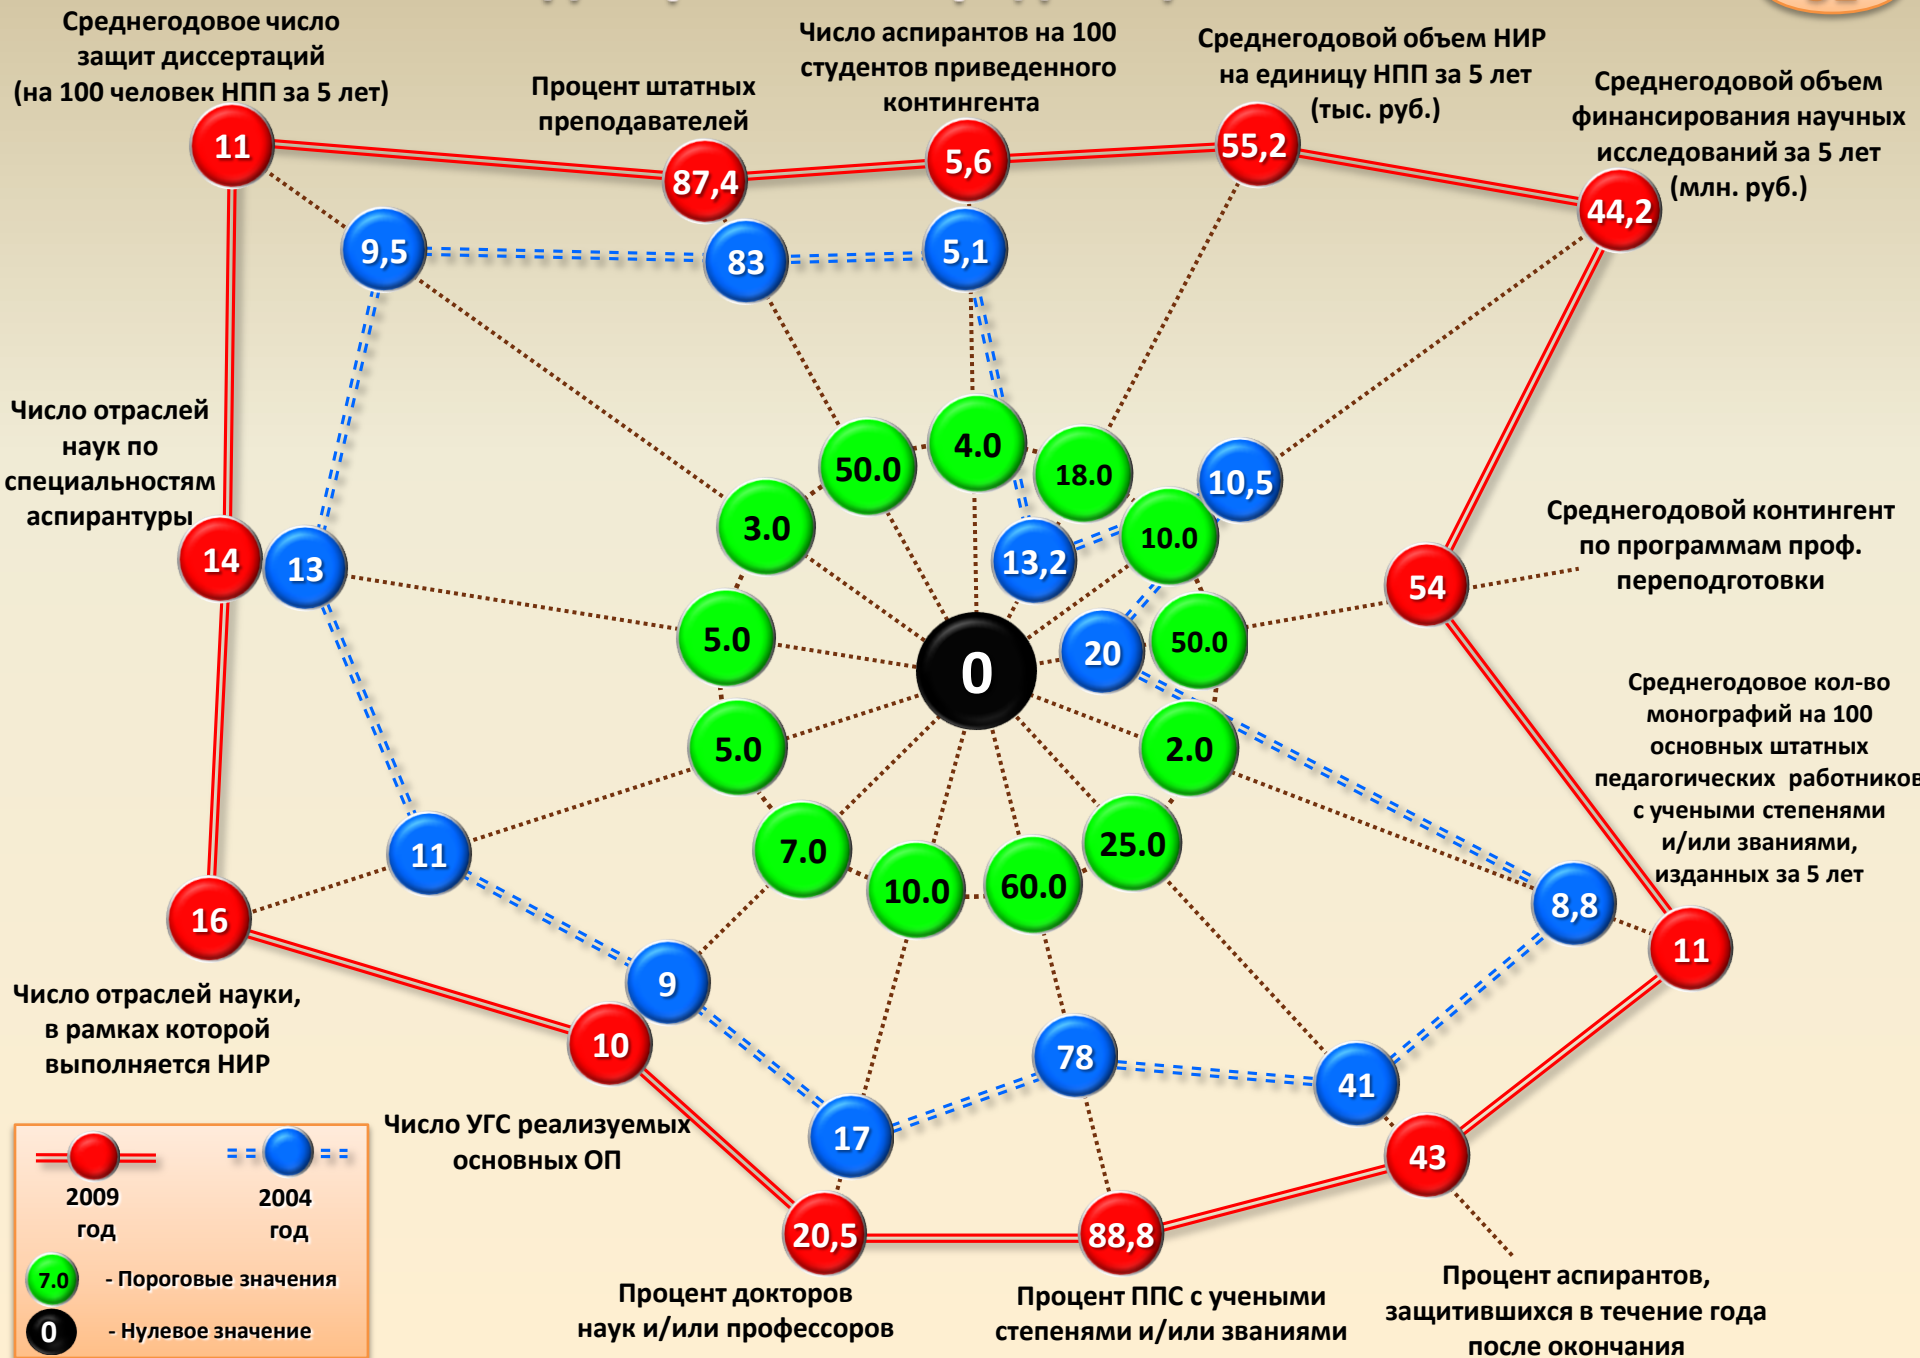 Среднегодовое число
защит диссертаций
(на 100 человек НПП за 5 лет)
Процент штатных
преподавателей
Число аспирантов на 100
студентов приведенного
контингента
Среднегодовой объем НИР
на единицу НПП за 5 лет
(тыс. руб.)
Среднегодовой объем
финансирования научных
исследований за 5 лет
(млн. руб.)
11
87,4
5,6
55,2
44,2
9,5
83
5,1
Число отраслей
наук по
специальностям
аспирантуры
50.0
4.0
18.0
10,5
3.0
10.0
13,2
14
13
Среднегодовой контингент
по программам проф.
переподготовки
54
5.0
0
20
50.0
5.0
2.0
Среднегодовое кол-во
монографий на 100
основных штатных
педагогических работников
с учеными степенями
и/или званиями,
изданных за 5 лет
11
7.0
10.0
60.0
25.0
16
8,8
11
Число отраслей науки,
в рамках которой
выполняется НИР
9
10
78
41
17
43
Число УГС реализуемых
основных ОП
20,5
88,8
Процент докторов
наук и/или профессоров
Процент ППС с учеными
степенями и/или званиями
Процент аспирантов,
защитившихся в течение года
после окончания
2009
год
2004
год
7.0 - Пороговые значения
0 - Нулевое значение